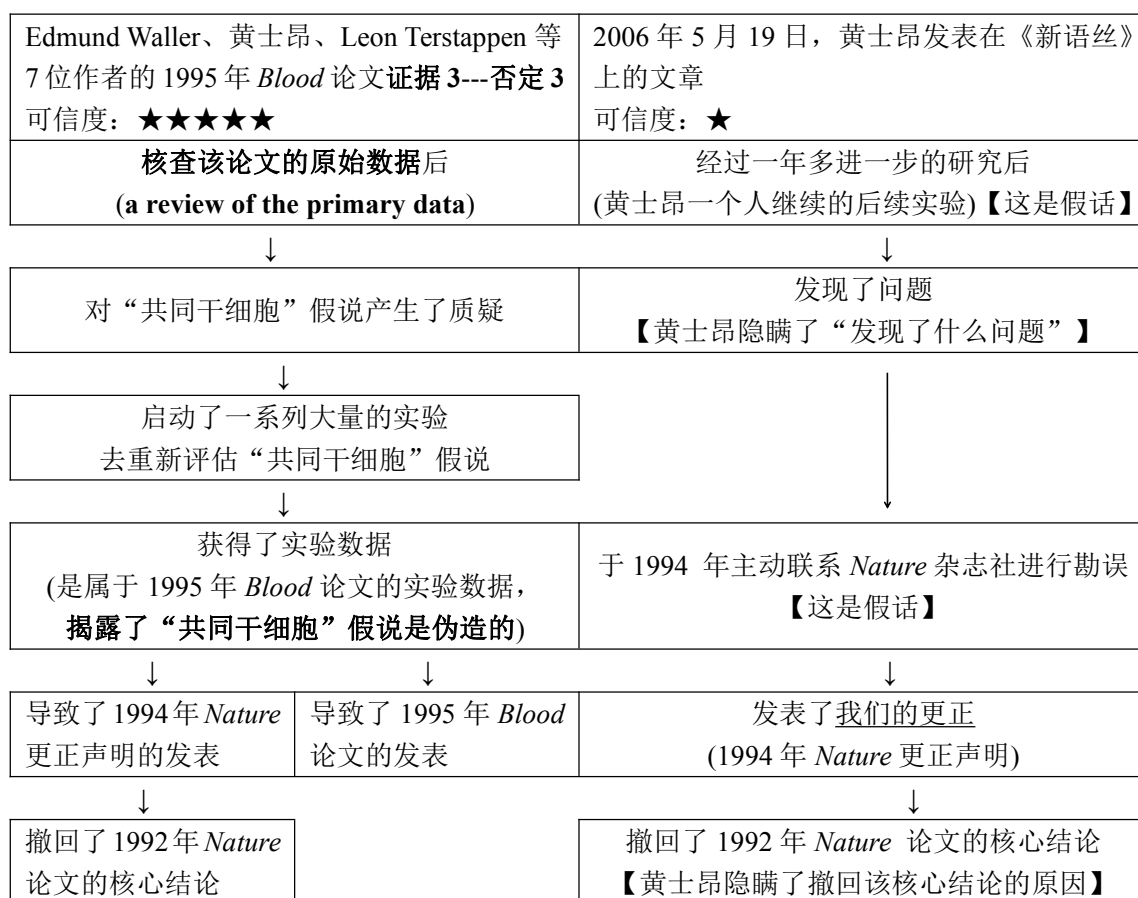 Edmund Waller、黄士昂、Leon Terstappen 等
7 位作者的 1995 年 Blood 论文证据 3---否定 3
可信度：★★★★★
2006 年 5 月 19 日，黄士昂发表在《新语丝》
上的文章
可信度：★
核查该论文的原始数据后
(a review of the primary data)
经过一年多进一步的研究后
(黄士昂一个人继续的后续实验)【这是假话】
↓
↓
对“共同干细胞”假说产生了质疑
发现了问题
【黄士昂隐瞒了“发现了什么问题”】
↓
启动了一系列大量的实验
去重新评估“共同干细胞”假说
↓
获得了实验数据
(是属于 1995 年 Blood 论文的实验数据，
揭露了“共同干细胞”假说是伪造的)
于 1994 年主动联系 Nature 杂志社进行勘误
【这是假话】
↓
↓
↓
导致了 1994 年 Nature
更正声明的发表
导致了 1995 年 Blood
论文的发表
发表了我们的更正
(1994 年 Nature 更正声明)
↓
↓
撤回了 1992 年 Nature
论文的核心结论
撤回了 1992 年 Nature 论文的核心结论
【黄士昂隐瞒了撤回该核心结论的原因】